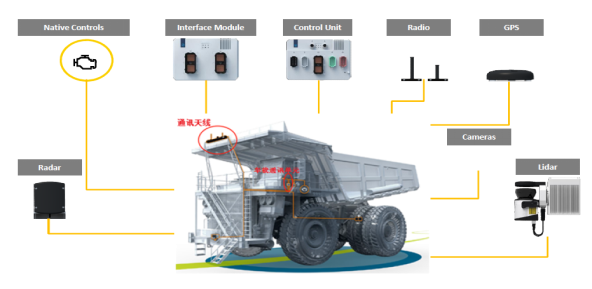 Native Controls
Interface Module
Control Unit
Radio
GPS
通讯天线
Cameras
Radar
Lidar